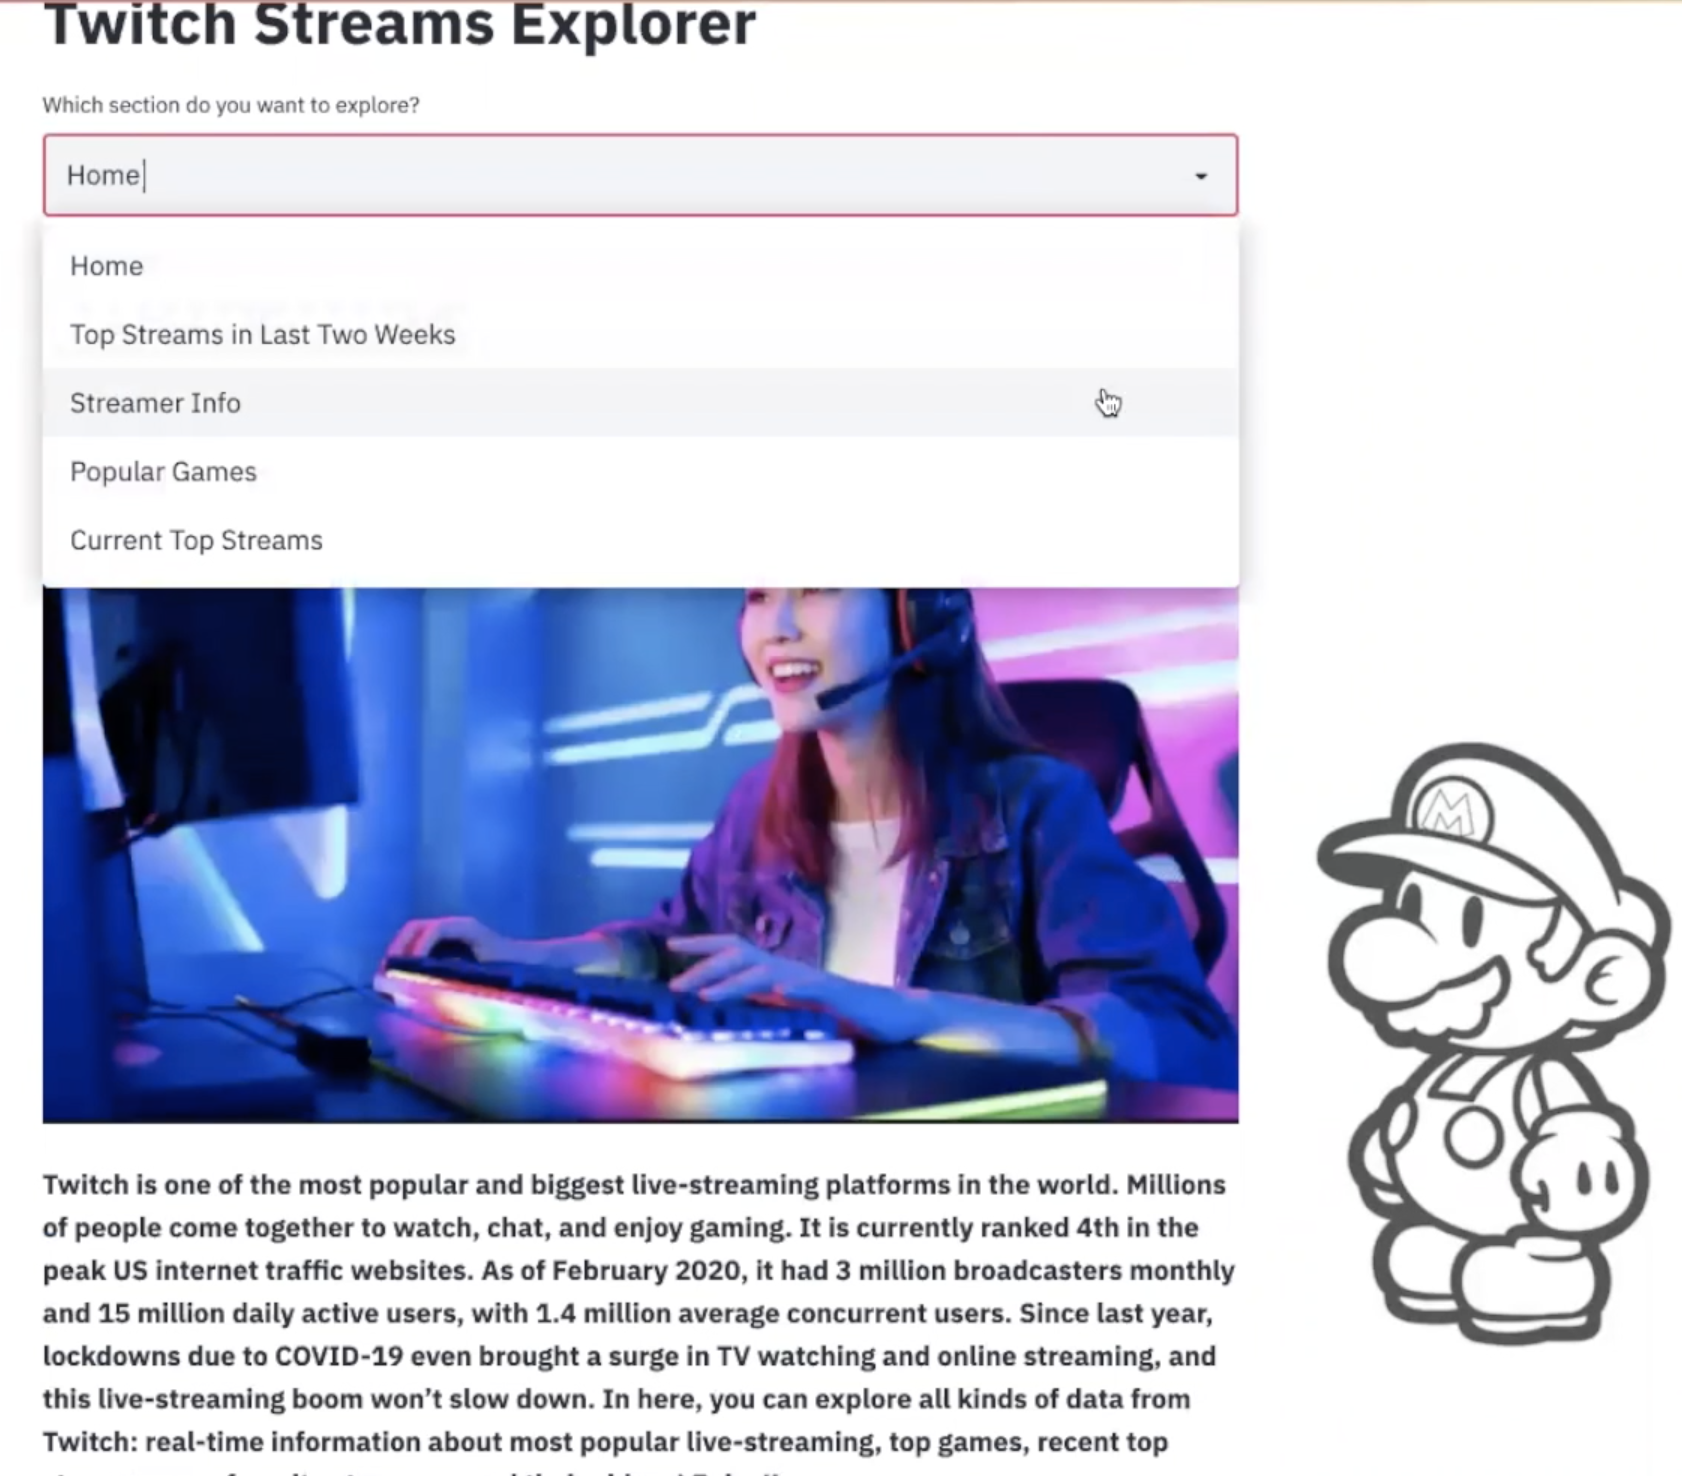 Twitch Streams Explorer
Which section do you want to explore?
Home
Home
Top Streams in Last Two Weeks
Streamer Info
Popular Games
Current Top Streams
M
Twitch is one of the most popular and biggest live-streaming platforms in the world. Millions
of people come together to watch, chat, and enjoy gaming. It is currently ranked 4th in the
peak US internet traffic websites. As of February 2020, it had 3 million broadcasters monthly
and 15 million daily active users, with 1.4 million average concurrent users. Since last year,
lockdowns due to COVID-19 even brought a surge in TV watching and online streaming, and
this live-streaming boom won’t slow down. In here, you can explore all kinds of data from
Twitch: real-time information about most popular live-streaming, top games, recent top